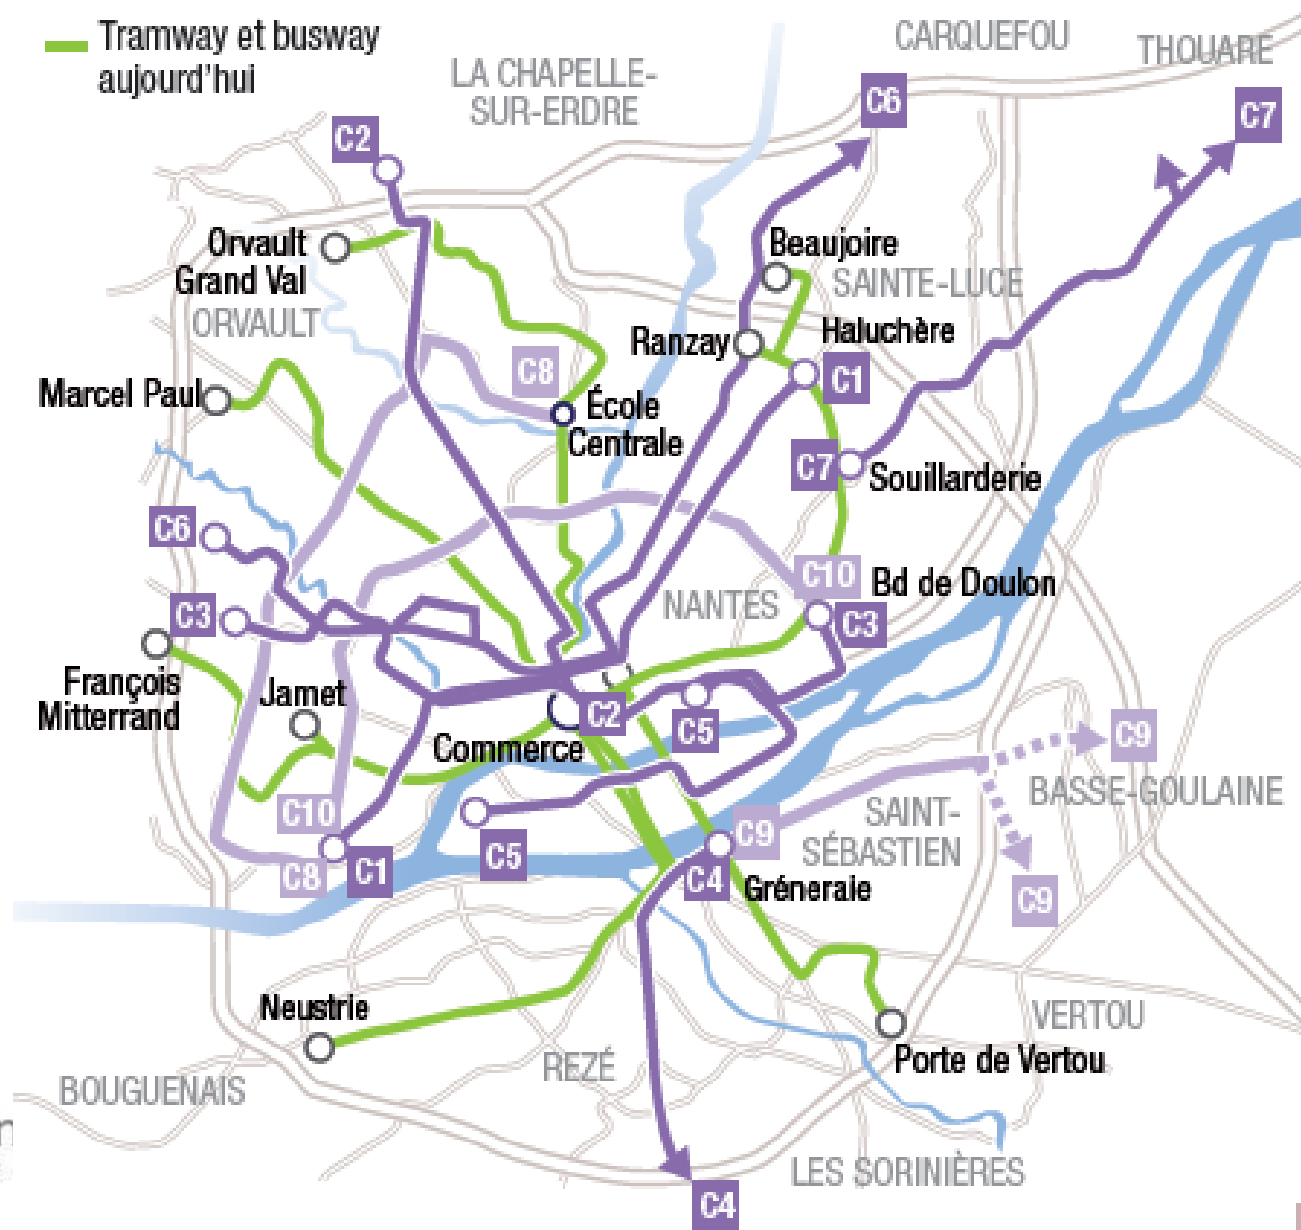 Tramway et busway
aujourd'hui
CARQUEFOU
THOUARE
LA CHAPELLE-
SUR-ERDRE
C6
C7
C2
Orvault
Grand Val
Beaujoire
SAINTE-LUCE
ORVAULT
Ranzay
Haluchère
C8
C1
Marcel Paul
École
Centrale
C7
Souillarderie
C6
C10
Bd de Doulon
NANTES
C3
C3
François
Mitterrand
Jamet
C2
C5
Commerce
C9
BASSE-GOULAINE
C10
C9
SAINT-
SÉBASTIEN
C5
C8
C1
C4
Gréneraie
C9
Neustrie
VERTOU
Porte de Vertou
REZÉ
BOUGUENAIS
LES SORINIÈRES
C4